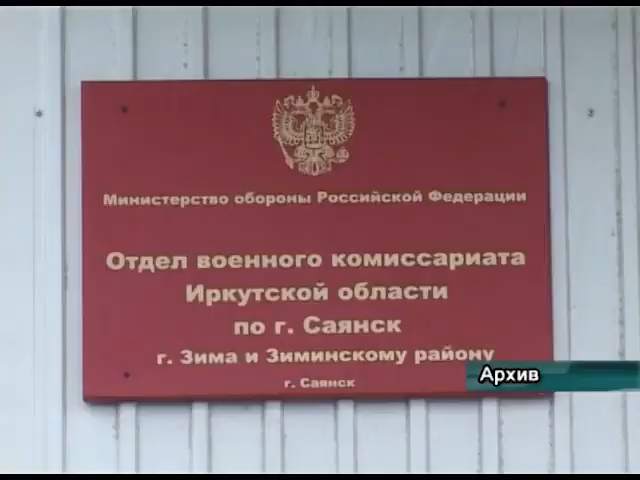 Министерство обороны Российской Федерации
Отдел военного комиссариата
Иркутской области
по г. Саянск
г. Зима и Зиминскому району
г. Саянск
Архив